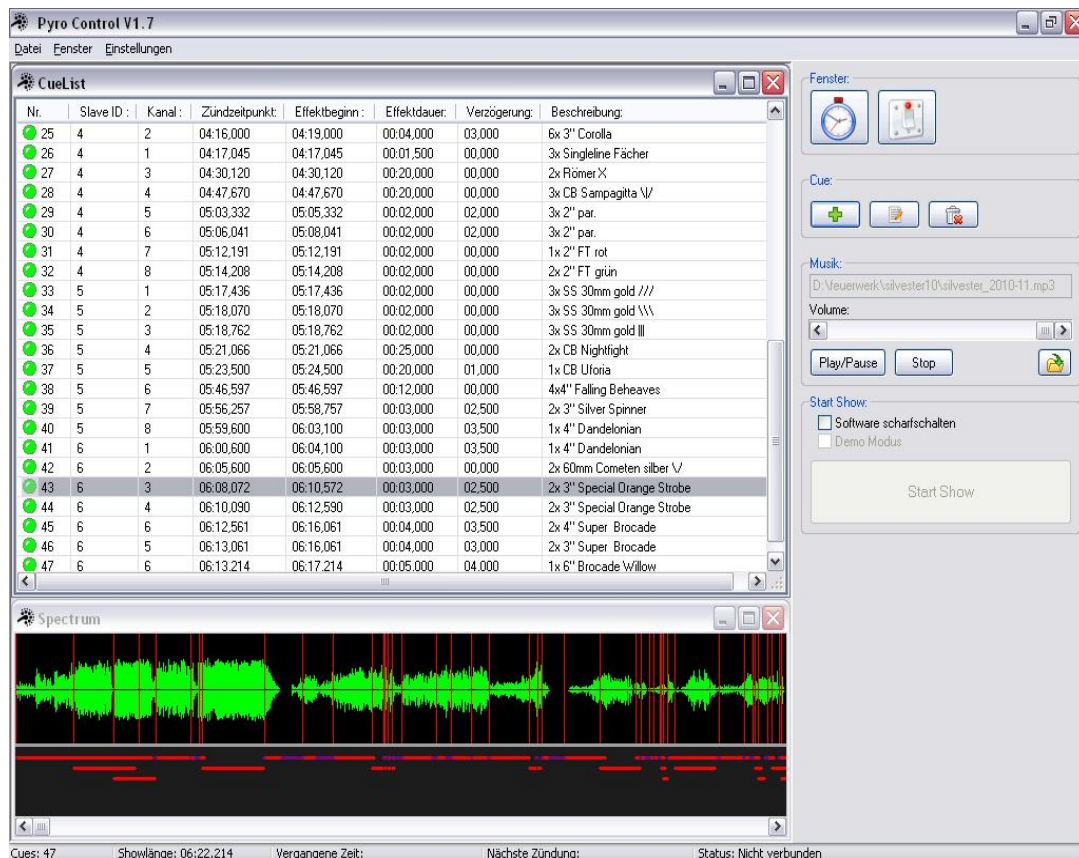 Pyro Control V1.7
Datei Fenster Einstellungen
CueList
Nr. Slave ID : Kanal : Zündzeitpunkt: Effektbeginn : Effektdauer: Verzögerung: Beschreibung:
25 4 2 04:16,000 04:19,000 00:04,000 03,000 6x 3" Corolla
26 4 1 04:17,045 04:17,045 00:01,500 00,000 3x Singleline Fächer
27 4 3 04:30,120 04:30,120 00:20,000 00,000 2x Römer X
28 4 4 04:47,670 04:47,670 00:20,000 00,000 3x CB Sampagitta \|/
29 4 5 05:03,332 05:05,332 00:02,000 02,000 3x 2" par.
30 4 6 05:06,041 05:08,041 00:02,000 02,000 3x 2" par.
31 4 7 05:12,191 05:12,191 00:02,000 00,000 1x 2" FT rot
32 4 8 05:14,208 05:14,208 00:02,000 00,000 2x 2" FT grün
33 5 1 05:17,436 05:17,436 00:02,000 00,000 3x SS 30mm gold ///
34 5 2 05:18,070 05:18,070 00:02,000 00,000 3x SS 30mm gold \\\
35 5 3 05:18,762 05:18,762 00:02,000 00,000 3x SS 30mm gold |||
36 5 4 05:21,066 05:21,066 00:25,000 00,000 2x CB Nightfight
37 5 5 05:23,500 05:24,500 00:20,000 01,000 1x CB Uforia
38 5 6 05:46,597 05:46,597 00:12,000 00,000 4x4" Falling Beheaves
39 5 7 05:56,257 05:58,757 00:03,000 02,500 2x 3" Silver Spinner
40 5 8 05:59,600 06:03,100 00:03,000 03,500 1x 4" Dandelonian
41 6 1 06:00,600 06:04,100 00:03,000 03,500 1x 4" Dandelonian
42 6 2 06:05,600 06:05,600 00:03,000 00,000 2x 60mm Cometen silber \/
43 6 3 06:08,072 06:10,572 00:03,000 02,500 2x 3" Special Orange Strobe
44 6 4 06:10,090 06:12,590 00:03,000 02,500 2x 3" Special Orange Strobe
45 6 6 06:12,561 06:16,061 00:04,000 03,500 2x 4" Super Brocade
46 6 5 06:13,061 06:16,061 00:04,000 03,000 2x 3" Super Brocade
47 6 6 06:13,214 06:17,214 00:05,000 04,000 1x 6" Brocade Willow
Fenster:
Cue:
Musik:
D:\feuerwerk\silvester10\silvester_2010-11.mp3
Volume:
Play/Pause Stop
Start Show:
Software scharfschalten
Demo Modus
Start Show
Spectrum
Cues: 47 Showlänge: 06:22,214 Vergangene Zeit: Nächste Zündung: Status: Nicht verbunden